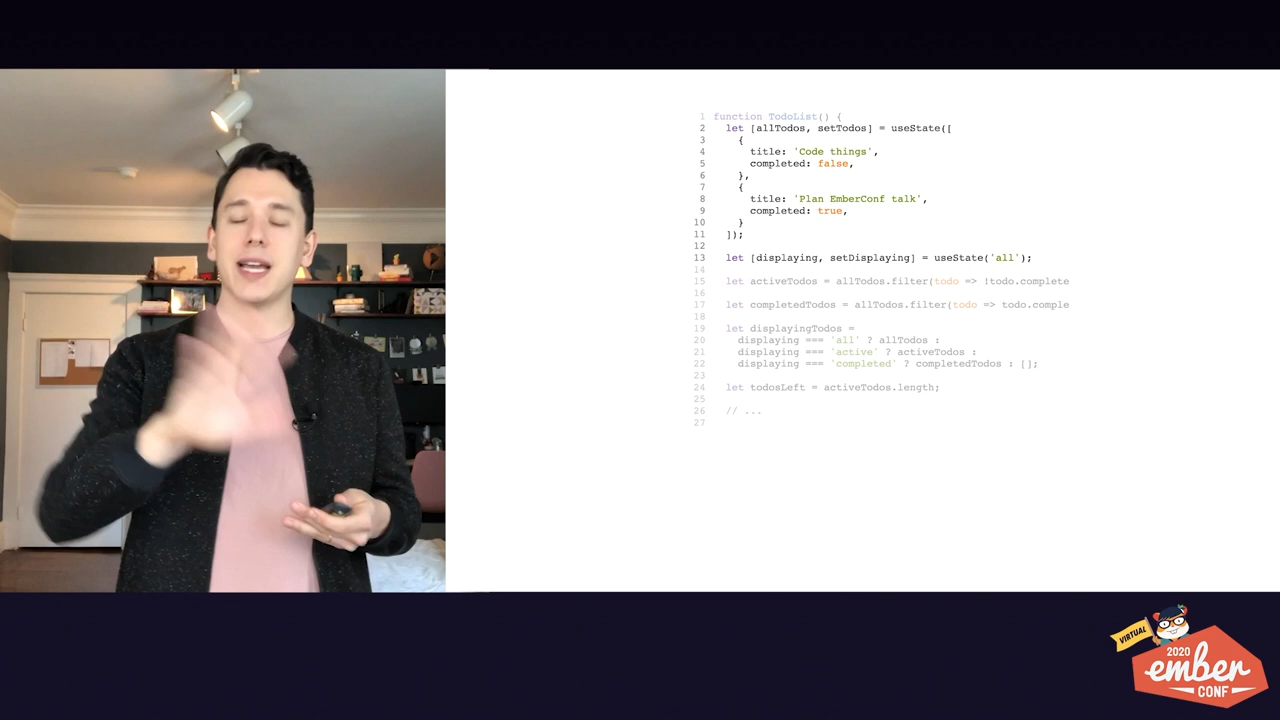 1 function TodoList() {
2 let [allTodos, setTodos] = useState([
3 {
4 title: 'Code things',
5 completed: false,
6 },
7 {
8 title: 'Plan EmberConf talk',
9 completed: true,
10 }
11 ]);
12
13 let [displaying, setDisplaying] = useState('all');
14
15 let activeTodos = allTodos.filter(todo => !todo.complete
16
17 let completedTodos = allTodos.filter(todo => todo.comple
18
19 let displayingTodos =
20 displaying === 'all' ? allTodos :
21 displaying === 'active' ? activeTodos :
22 displaying === 'completed' ? completedTodos : [];
23
24 let todosLeft = activeTodos.length;
25
26 // ...
27
VIRTUAL
2020
ember
CONF